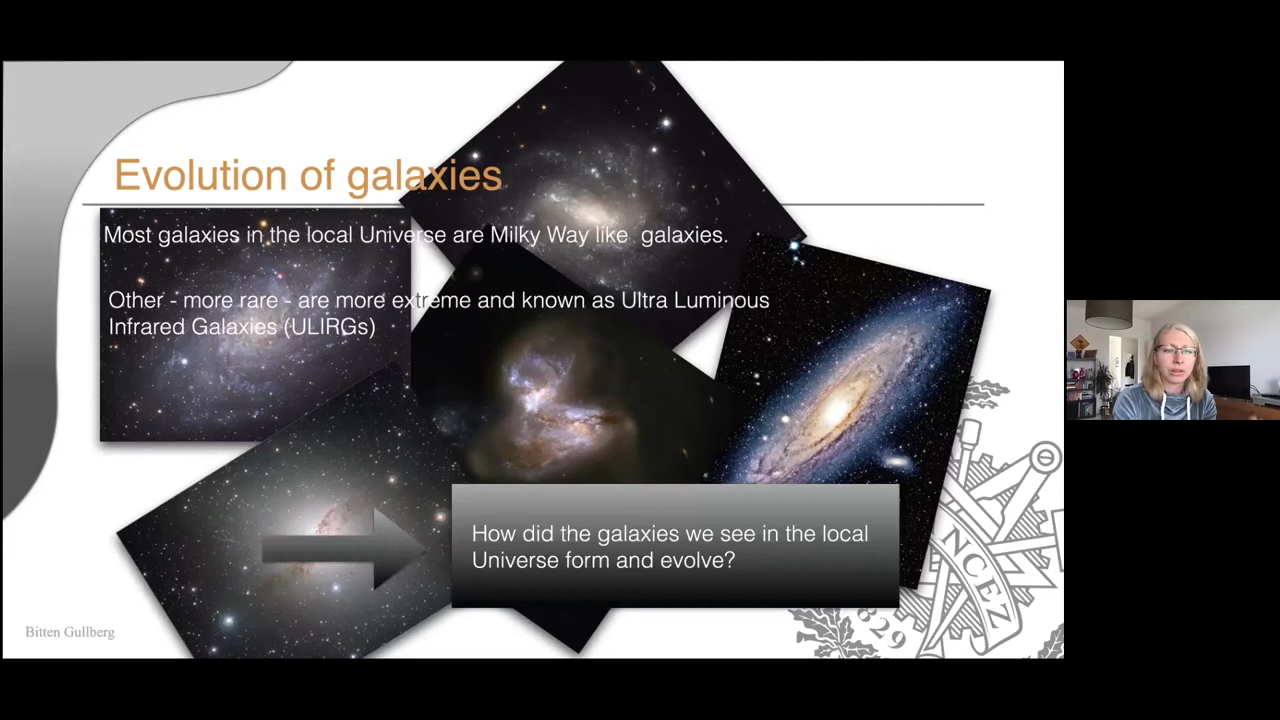 Evolution of galaxies
Most galaxies in the local Universe are Milky Way like galaxies.
Other - more rare - are more extreme and known as Ultra Luminous
Infrared Galaxies (ULIRGs)
How did the galaxies we see in the local
Universe form and evolve?
NCEZ
829
Bitten Gullberg